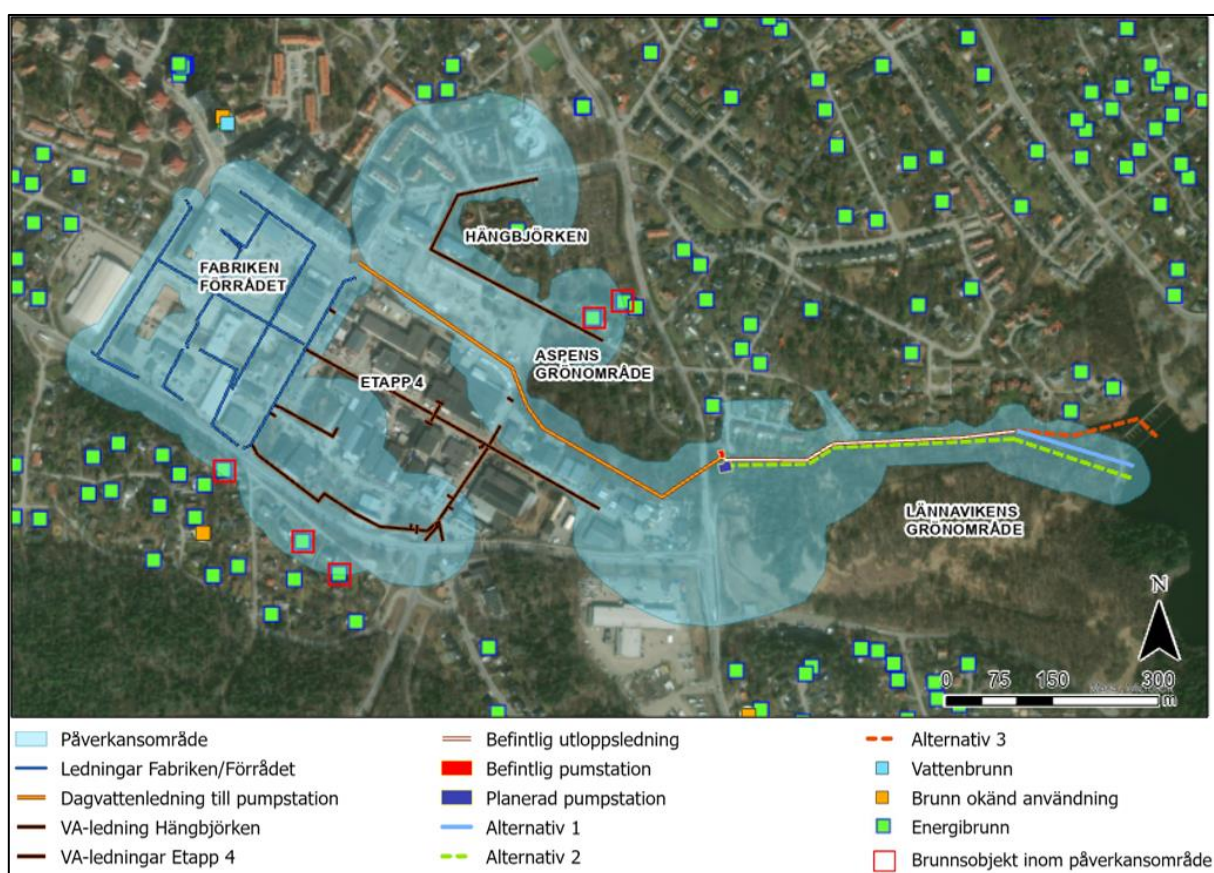 HÄNGBJÖRKEN
FABRIKEN
FÖRRÅDET
ASPENS
GRÖNOMRÅDE
ETAPP 4
LÄNNAVIKENS
GRÖNOMRÅDE
N
0 75 150 300
m
Påverkansområde
Ledningar Fabriken/Förrådet
Dagvattenledning till pumpstation
VA-ledning Hängbjörken
VA-ledningar Etapp 4
Befintlig utloppsledning
Befintlig pumstation
Planerad pumpstation
Alternativ 1
Alternativ 2
Alternativ 3
Vattenbrunn
Brunn okänd användning
Energibrunn
Brunnsobjekt inom påverkansområde